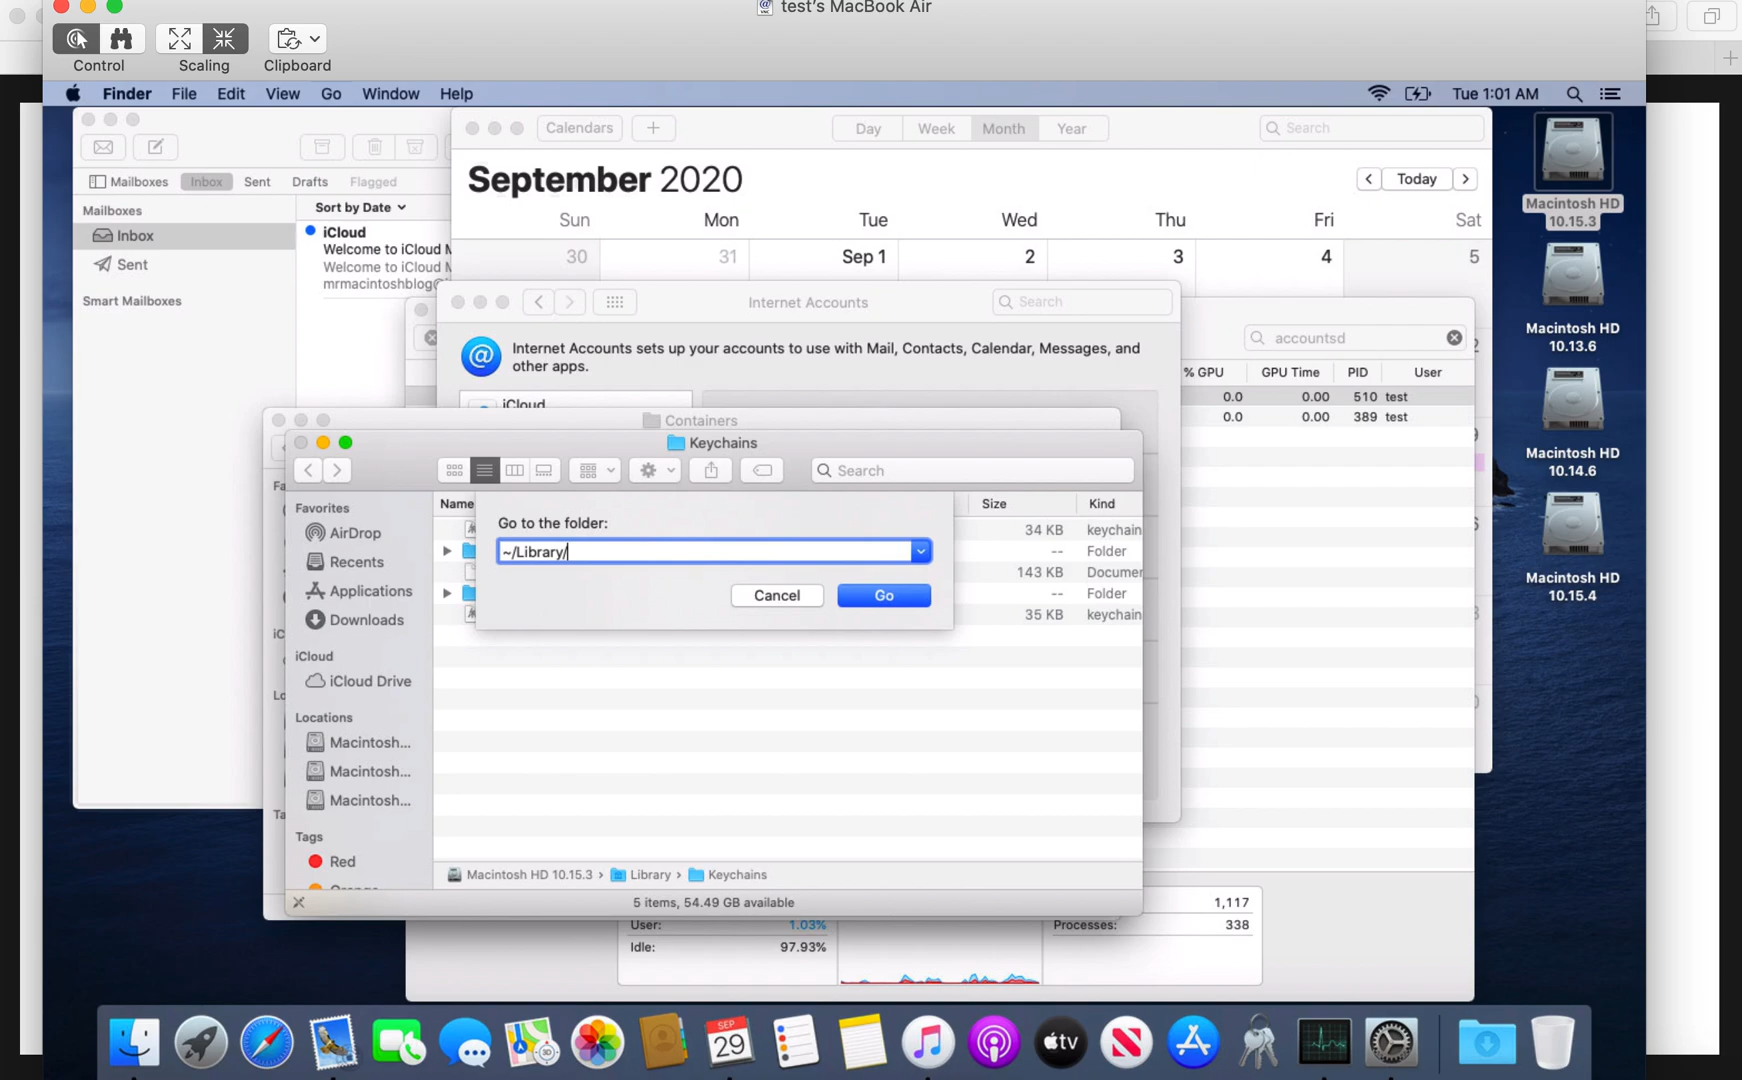 test's MacBook Air
Control
Scaling
Clipboard
Finder File Edit View Go Window Help
Tue 1:01 AM
Calendars
Day Week Month Year
Search
Mailboxes Inbox Sent Drafts Flagged
September 2020
Today
Mailboxes
Inbox
Sent
Smart Mailboxes
Sort by Date
iCloud
Welcome to iCloud M
Welcome to iCloud
mrmacintoshblog@
Sun Mon Tue Wed Thu Fri Sat
30 31 Sep 1 2 3 4 5
Macintosh HD
10.15.3
Macintosh HD
10.13.6
Macintosh HD
10.14.6
Macintosh HD
10.15.4
Internet Accounts
Search
Internet Accounts sets up your accounts to use with Mail, Contacts, Calendar, Messages, and
other apps.
iCloud
accountsd
% GPU GPU Time PID User
0.0 0.00 510 test
0.0 0.00 389 test
Containers
Keychains
Search
Favorites
AirDrop
Recents
Applications
Downloads
iCloud
iCloud Drive
Locations
Macintosh...
Macintosh...
Macintosh...
Tags
Red
Name Size Kind
Go to the folder:
~/Library/
Cancel
Go
34 KB keychain
-- Folder
143 KB Documen
-- Folder
35 KB keychain
Macintosh HD 10.15.3 › Library › Keychains
5 items, 54.49 GB available
User: 1.03%
Idle: 97.93%
1,117
Processes: 338
SEP
29
3D
tv